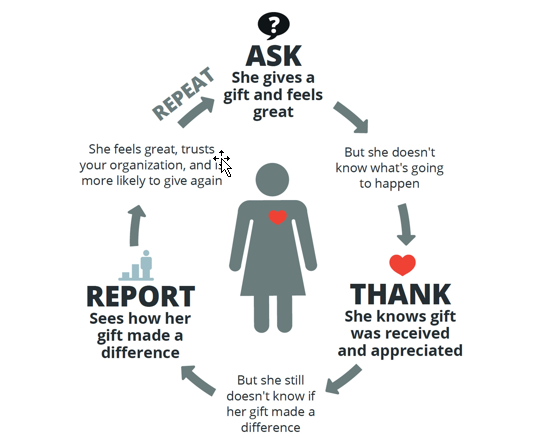 ?
ASK
She gives a
gift and feels
great
But she doesn't
know what's going
to happen
THANK
She knows gift
was received
and appreciated
But she still
doesn't know if
her gift made a
difference
REPORT
Sees how her
gift made a
difference
She feels great, trusts
your organization, and is
more likely to give again
REPEAT